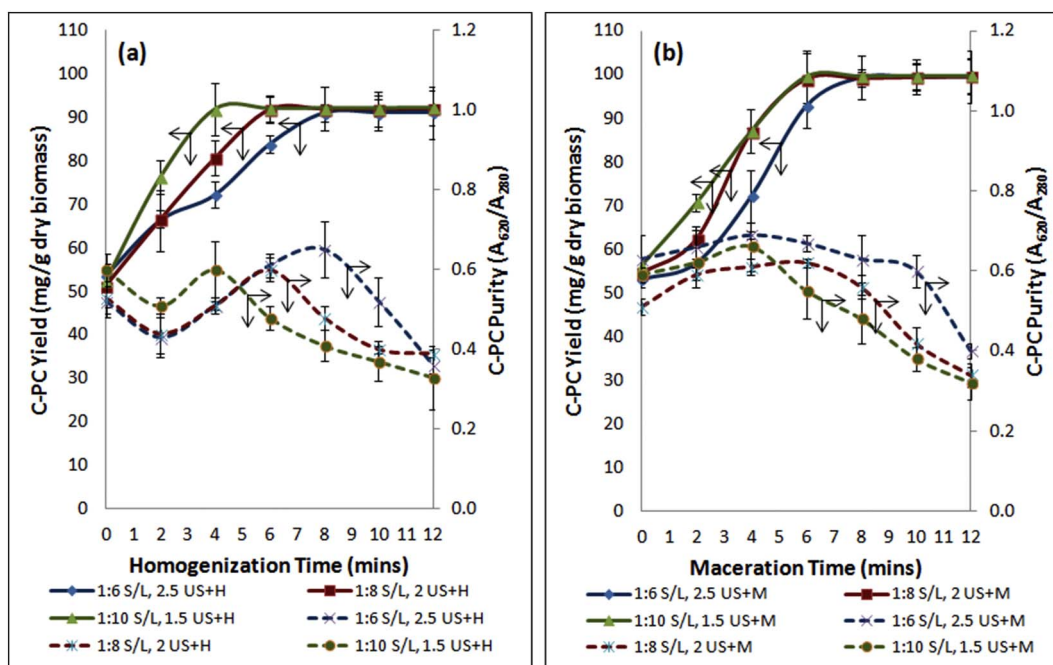 (a)
C-PC Yield (mg/g dry biomass)
110
100
90
80
70
60
50
40
30
20
10
0
1.2
1.0
0.8
0.6
0.4
0.2
0.0
C-PC Purity (A620/A280)
0 2 4 6 8 10 12
Homogenization Time (mins)
1:6 S/L, 2.5 US+H 1:8 S/L, 2 US+H
1:10 S/L, 1.5 US+H 1:6 S/L, 2.5 US+H
1:8 S/L, 2 US+H 1:10 S/L, 1.5 US+H
(b)
C-PC Yield (mg/g dry biomass)
110
100
90
80
70
60
50
40
30
20
10
0
1.2
1.0
0.8
0.6
0.4
0.2
0.0
C-PC Purity (A620/A280)
0 1 2 3 4 5 6 7 8 9 10 11 12
Maceration Time (mins)
1:6 S/L, 2.5 US+M 1:8 S/L, 2 US+M
1:10 S/L, 1.5 US+M 1:6 S/L, 2.5 US+M
1:8 S/L, 2 US+M 1:10 S/L, 1.5 US+M